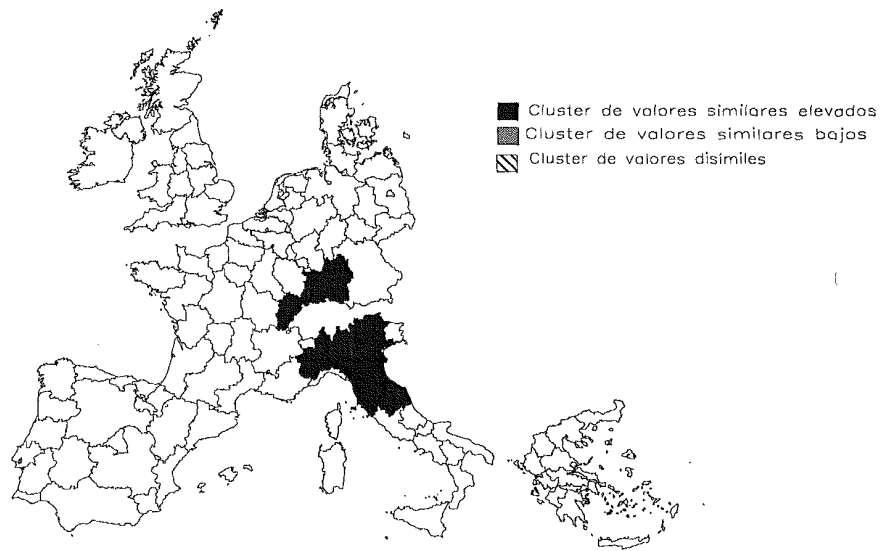 Cluster de valores similares elevados
Cluster de valores similares bajos
Cluster de valores disimiles